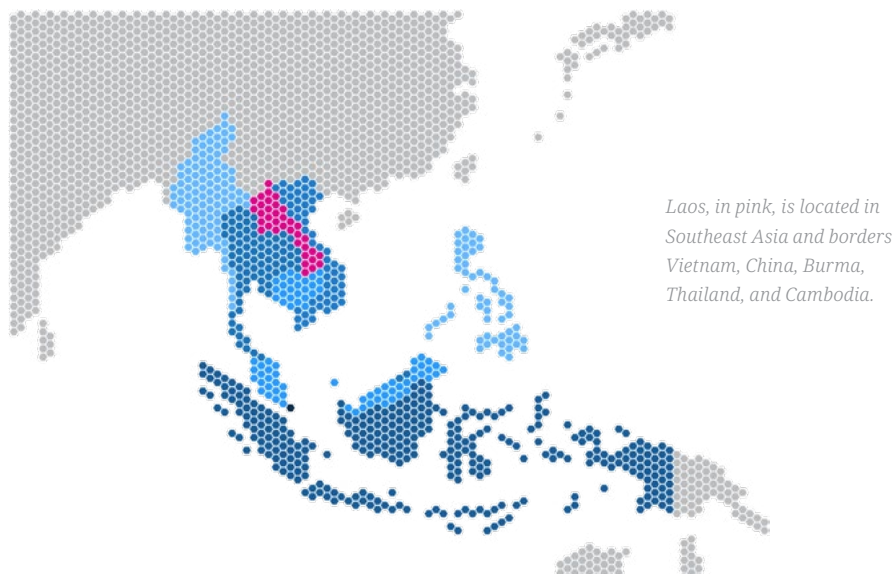 Laos, in pink, is located in
Southeast Asia and borders
Vietnam, China, Burma,
Thailand, and Cambodia.